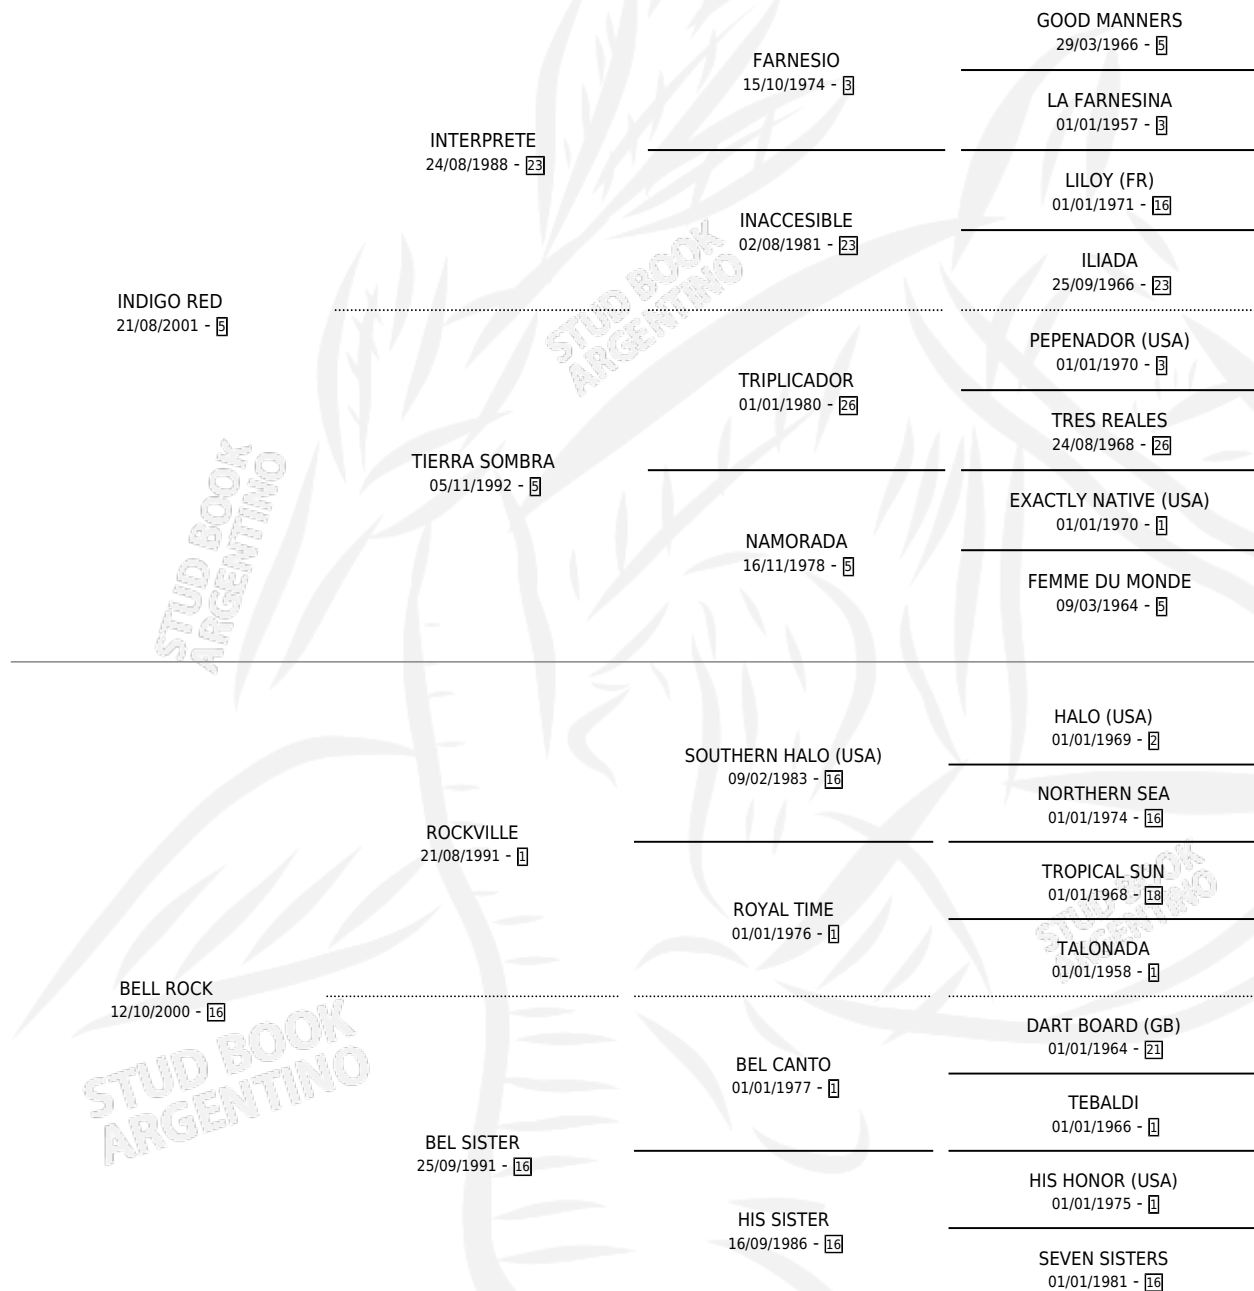 GOOD MANNERS
29/03/1966 - 5
FARNESIO
15/10/1974 - 3
LA FARNESINA
01/01/1957 - 3
INTERPRETE
24/08/1988 - 23
LILOY (FR)
01/01/1971 - 16
INACCESIBLE
02/08/1981 - 23
ILIADA
25/09/1966 - 23
INDIGO RED
21/08/2001 - 5
PEPENADOR (USA)
01/01/1970 - 3
TRIPLICADOR
01/01/1980 - 26
TRES REALES
24/08/1968 - 26
TIERRA SOMBRA
05/11/1992 - 5
EXACTLY NATIVE (USA)
01/01/1970 - 1
NAMORADA
16/11/1978 - 5
FEMME DU MONDE
09/03/1964 - 5
HALO (USA)
01/01/1969 - 2
SOUTHERN HALO (USA)
09/02/1983 - 16
NORTHERN SEA
01/01/1974 - 16
ROCKVILLE
21/08/1991 - 1
TROPICAL SUN
01/01/1968 - 18
ROYAL TIME
01/01/1976 - 1
TALONADA
01/01/1958 - 1
BELL ROCK
12/10/2000 - 16
DART BOARD (GB)
01/01/1964 - 21
BEL CANTO
01/01/1977 - 1
TEBALDI
01/01/1966 - 1
BEL SISTER
25/09/1991 - 16
HIS HONOR (USA)
01/01/1975 - 1
HIS SISTER
16/09/1986 - 16
SEVEN SISTERS
01/01/1981 - 16
STUD BOOK
ARGENTINO
STUD BOOK
ARGENTINO
STUD BOOK
ARGENTINO
STUD BOOK
ARGENTINO